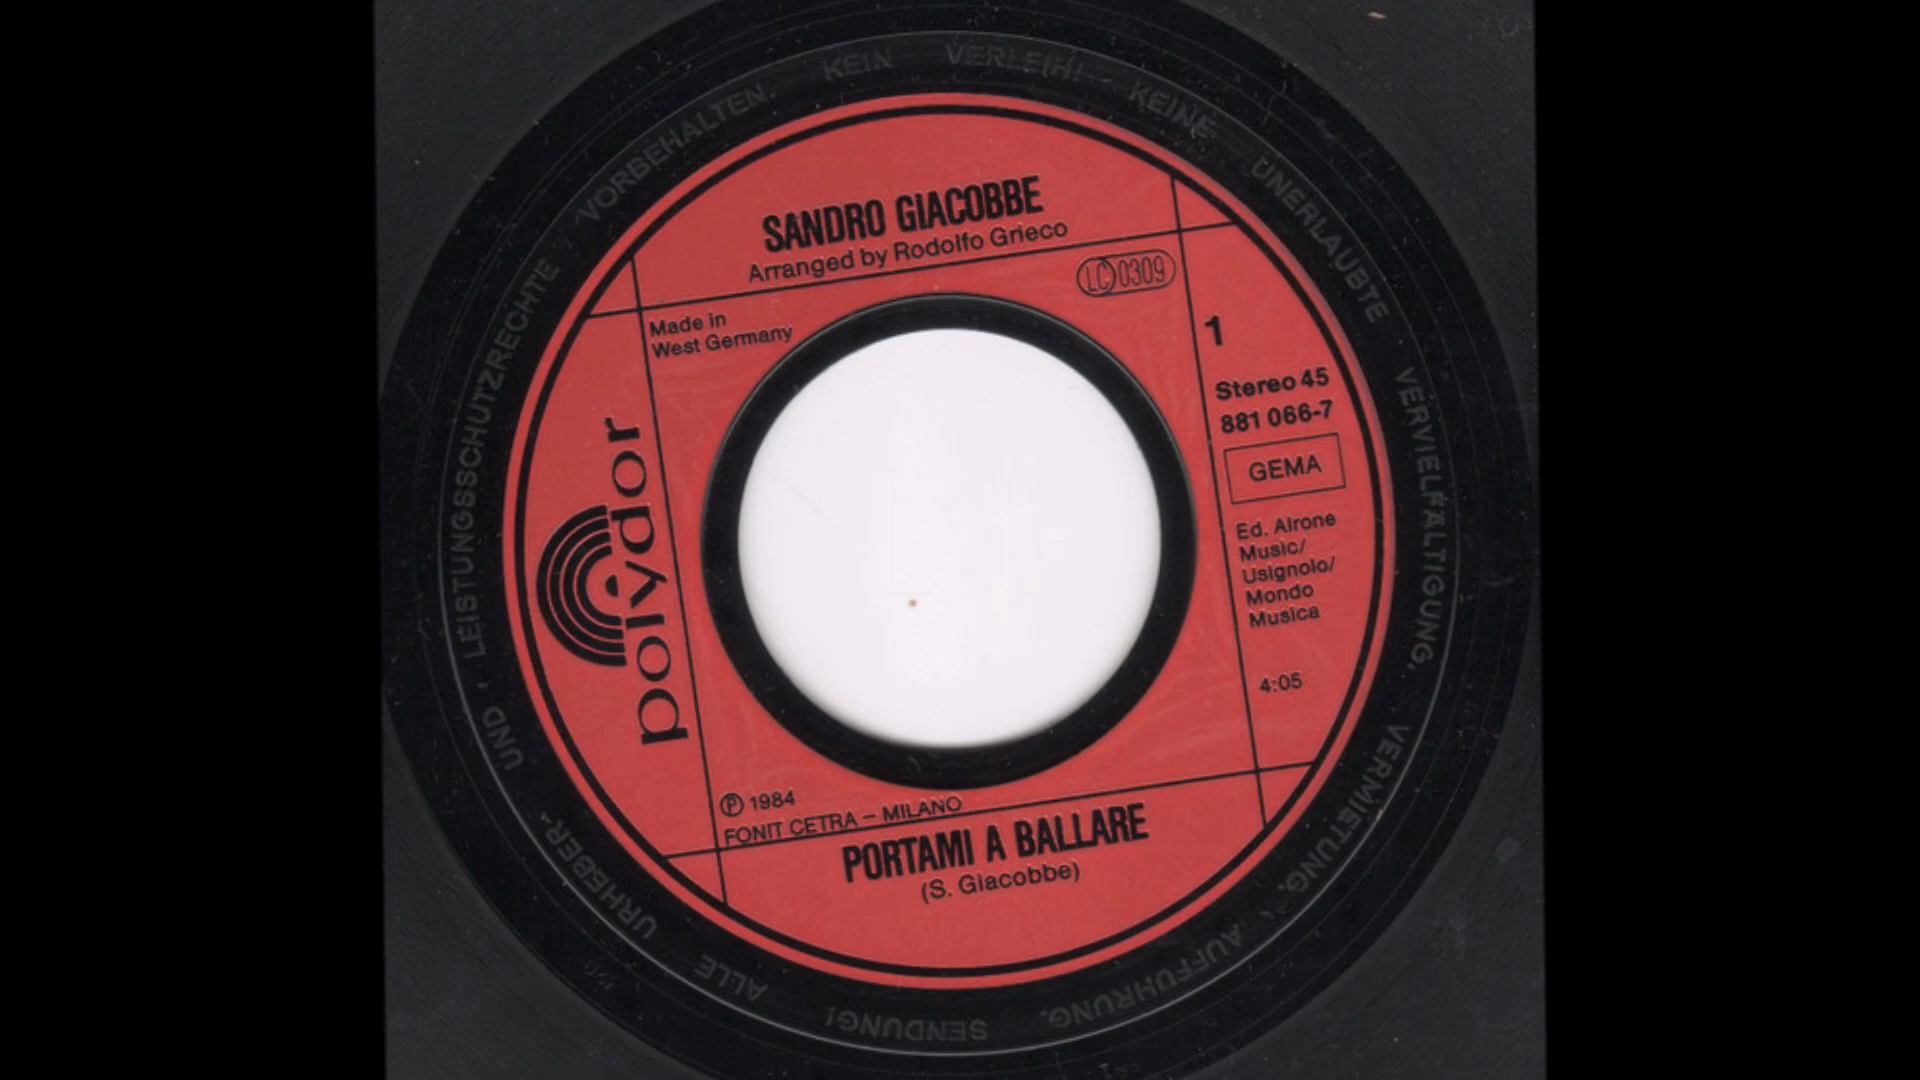 SANDRO GIACOBBE
Arranged by Rodolfo Grieco
LC 0309
Made in
West Germany
1
Stereo 45
881 066-7
GEMA
Ed. Airone
Music/
Usignolo/
Mondo
Musica
4:05
polydor
Ⓟ 1984
FONIT CETRA – MILANO
PORTAMI A BALLARE
(S. Giacobbe)
ALLE URHEBER- UND LEISTUNGSSCHUTZRECHTE VORBEHALTEN. KEIN VERLEIH! KEINE UNERLAUBTE VERVIELFÄLTIGUNG, VERMIETUNG, AUFFÜHRUNG, SENDUNG!